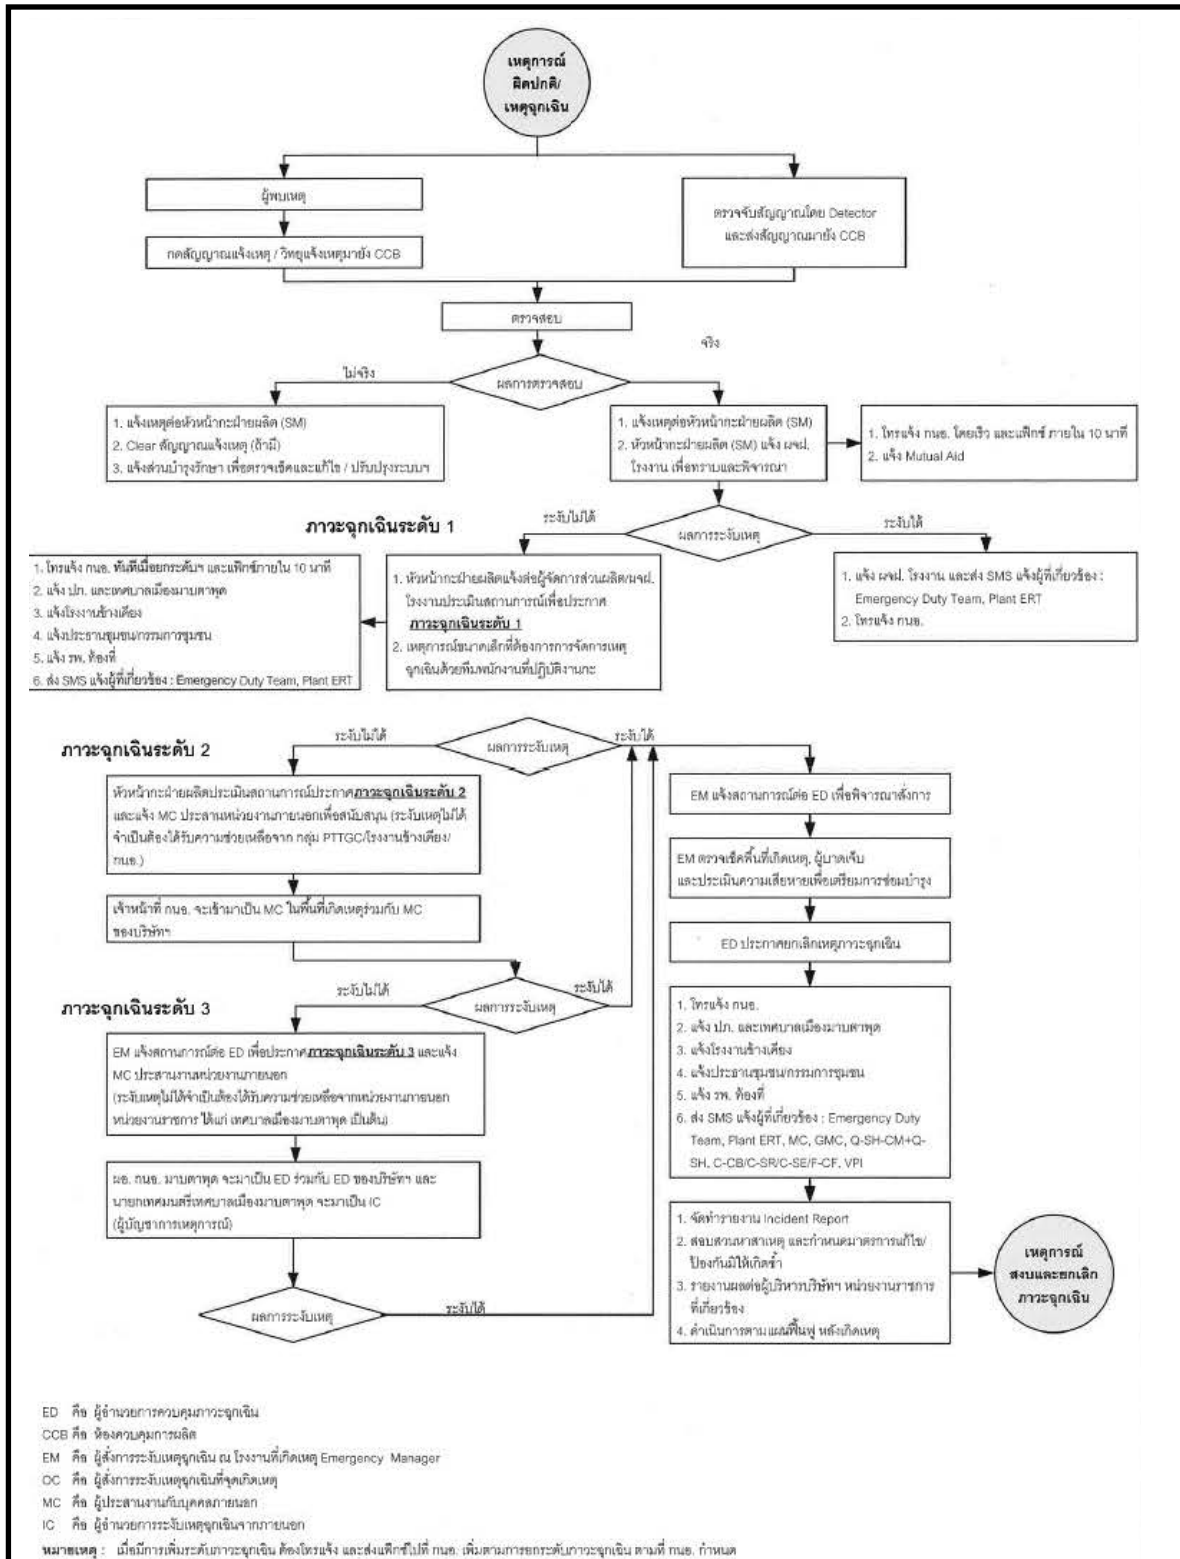 เหตุการณ์
ผิดปกติ/
เหตุฉุกเฉิน
ผู้พบเหตุ
กดสัญญาณแจ้งเหตุ / วิทยุแจ้งเหตุมายัง CCB
ตรวจจับสัญญาณโดย Detector
และส่งสัญญาณมายัง CCB
ตรวจสอบ
จริง
ไม่จริง
ผลการตรวจสอบ
1. แจ้งเหตุต่อหัวหน้ากะฝ่ายผลิต (SM)
2. Clear สัญญาณแจ้งเหตุ (ถ้ามี)
3. แจ้งส่วนบำรุงรักษา เพื่อตรวจเช็คและแก้ไข / ปรับปรุงระบบฯ
1. แจ้งเหตุต่อหัวหน้ากะฝ่ายผลิต (SM)
2. หัวหน้ากะฝ่ายผลิต (SM) แจ้ง ผจฝ.
โรงงาน เพื่อทราบและพิจารณา
1. โทรแจ้ง กนอ. โดยเร็ว และแฟ็กซ์ ภายใน 10 นาที
2. แจ้ง Mutual Aid
ภาวะฉุกเฉินระดับ 1
ระงับไม่ได้
ผลการระงับเหตุ
ระงับได้
1. โทรแจ้ง กนอ. ทันทีเมื่อยกระดับฯ และแฟ็กซ์ภายใน 10 นาที
2. แจ้ง ปภ. และเทศบาลเมืองมาบตาพุด
3. แจ้งโรงงานข้างเคียง
4. แจ้งประธานชุมชน/กรรมการชุมชน
5. แจ้ง รพ. ท้องที่
6. ส่ง SMS แจ้งผู้ที่เกี่ยวข้อง : Emergency Duty Team, Plant ERT
1. หัวหน้ากะฝ่ายผลิตแจ้งต่อผู้จัดการส่วนผลิต/ผจฝ.
โรงงานประเมินสถานการณ์เพื่อประกาศ
ภาวะฉุกเฉินระดับ 1
2. เหตุการณ์ขนาดเล็กที่ต้องการการจัดการเหตุ
ฉุกเฉินด้วยทีมพนักงานที่ปฏิบัติงานกะ
1. แจ้ง ผจฝ. โรงงาน และส่ง SMS แจ้งผู้ที่เกี่ยวข้อง :
Emergency Duty Team, Plant ERT
2. โทรแจ้ง กนอ.
ภาวะฉุกเฉินระดับ 2
ระงับไม่ได้
ผลการระงับเหตุ
ระงับได้
หัวหน้ากะฝ่ายผลิตประเมินสถานการณ์ประกาศภาวะฉุกเฉินระดับ 2
และแจ้ง MC ประสานหน่วยงานภายนอกเพื่อสนับสนุน (ระงับเหตุไม่ได้
จำเป็นต้องได้รับความช่วยเหลือจาก กลุ่ม PTTGC/โรงงานข้างเคียง/
กนอ.)
เจ้าหน้าที่ กนอ. จะเข้ามาเป็น MC ในพื้นที่เกิดเหตุร่วมกับ MC
ของบริษัทฯ
EM แจ้งสถานการณ์ต่อ ED เพื่อพิจารณาสั่งการ
EM ตรวจเช็คพื้นที่เกิดเหตุ, ผู้บาดเจ็บ
และประเมินความเสียหายเพื่อเตรียมการซ่อมบำรุง
ED ประกาศยกเลิกเหตุภาวะฉุกเฉิน
ภาวะฉุกเฉินระดับ 3
ระงับไม่ได้
ผลการระงับเหตุ
ระงับได้
EM แจ้งสถานการณ์ต่อ ED เพื่อประกาศภาวะฉุกเฉินระดับ 3 และแจ้ง
MC ประสานงานหน่วยงานภายนอก
(ระงับเหตุไม่ได้จำเป็นต้องได้รับความช่วยเหลือจากหน่วยงานภายนอก
หน่วยงานราชการ ได้แก่ เทศบาลเมืองมาบตาพุด เป็นต้น)
ผอ. กนอ. มาบตาพุด จะมาเป็น ED ร่วมกับ ED ของบริษัทฯ และ
นายกเทศมนตรีเทศบาลเมืองมาบตาพุด จะมาเป็น IC
(ผู้บัญชาการเหตุการณ์)
1. โทรแจ้ง กนอ.
2. แจ้ง ปภ. และเทศบาลเมืองมาบตาพุด
3. แจ้งโรงงานข้างเคียง
4. แจ้งประธานชุมชน/กรรมการชุมชน
5. แจ้ง รพ. ท้องที่
6. ส่ง SMS แจ้งผู้ที่เกี่ยวข้อง : Emergency Duty
Team, Plant ERT, MC, GMC, Q-SH-CM+Q-
SH, C-CB/C-SR/C-SE/F-CF, VPI
ผลการระงับเหตุ
ระงับได้
1. จัดทำรายงาน Incident Report
2. สอบสวนหาสาเหตุ และกำหนดมาตรการแก้ไข/
ป้องกันมิให้เกิดซ้ำ
3. รายงานผลต่อผู้บริหารบริษัทฯ หน่วยงานราชการ
ที่เกี่ยวข้อง
4. ดำเนินการตามแผนฟื้นฟู หลังเกิดเหตุ
เหตุการณ์
สงบและยกเลิก
ภาวะฉุกเฉิน
ED คือ ผู้อำนวยการควบคุมภาวะฉุกเฉิน
CCB คือ ห้องควบคุมการผลิต
EM คือ ผู้สั่งการระงับเหตุฉุกเฉิน ณ โรงงานที่เกิดเหตุ Emergency Manager
OC คือ ผู้สั่งการระงับเหตุฉุกเฉินที่จุดเกิดเหตุ
MC คือ ผู้ประสานงานกับบุคคลภายนอก
IC คือ ผู้อำนวยการระงับเหตุฉุกเฉินจากภายนอก
หมายเหตุ : เมื่อมีการเพิ่มระดับภาวะฉุกเฉิน ต้องโทรแจ้ง และส่งแฟ็กซ์ไปที่ กนอ. เพิ่มตามการยกระดับภาวะฉุกเฉิน ตามที่ กนอ. กำหนด